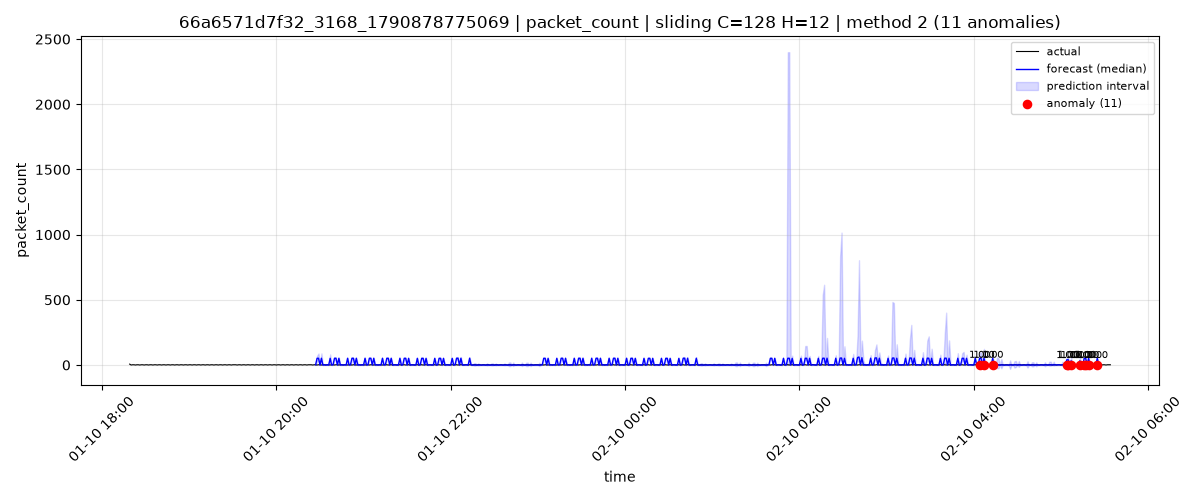 66a6571d7f32_3168_1790878775069 | packet_count | sliding C=128 H=12 | method 2 (11 anomalies)
packet_count
2500
2000
1500
1000
500
0
actual
forecast (median)
prediction interval
anomaly (11)
01-10 18:00
01-10 20:00
01-10 22:00
02-10 00:00
02-10 02:00
02-10 04:00
02-10 06:00
time